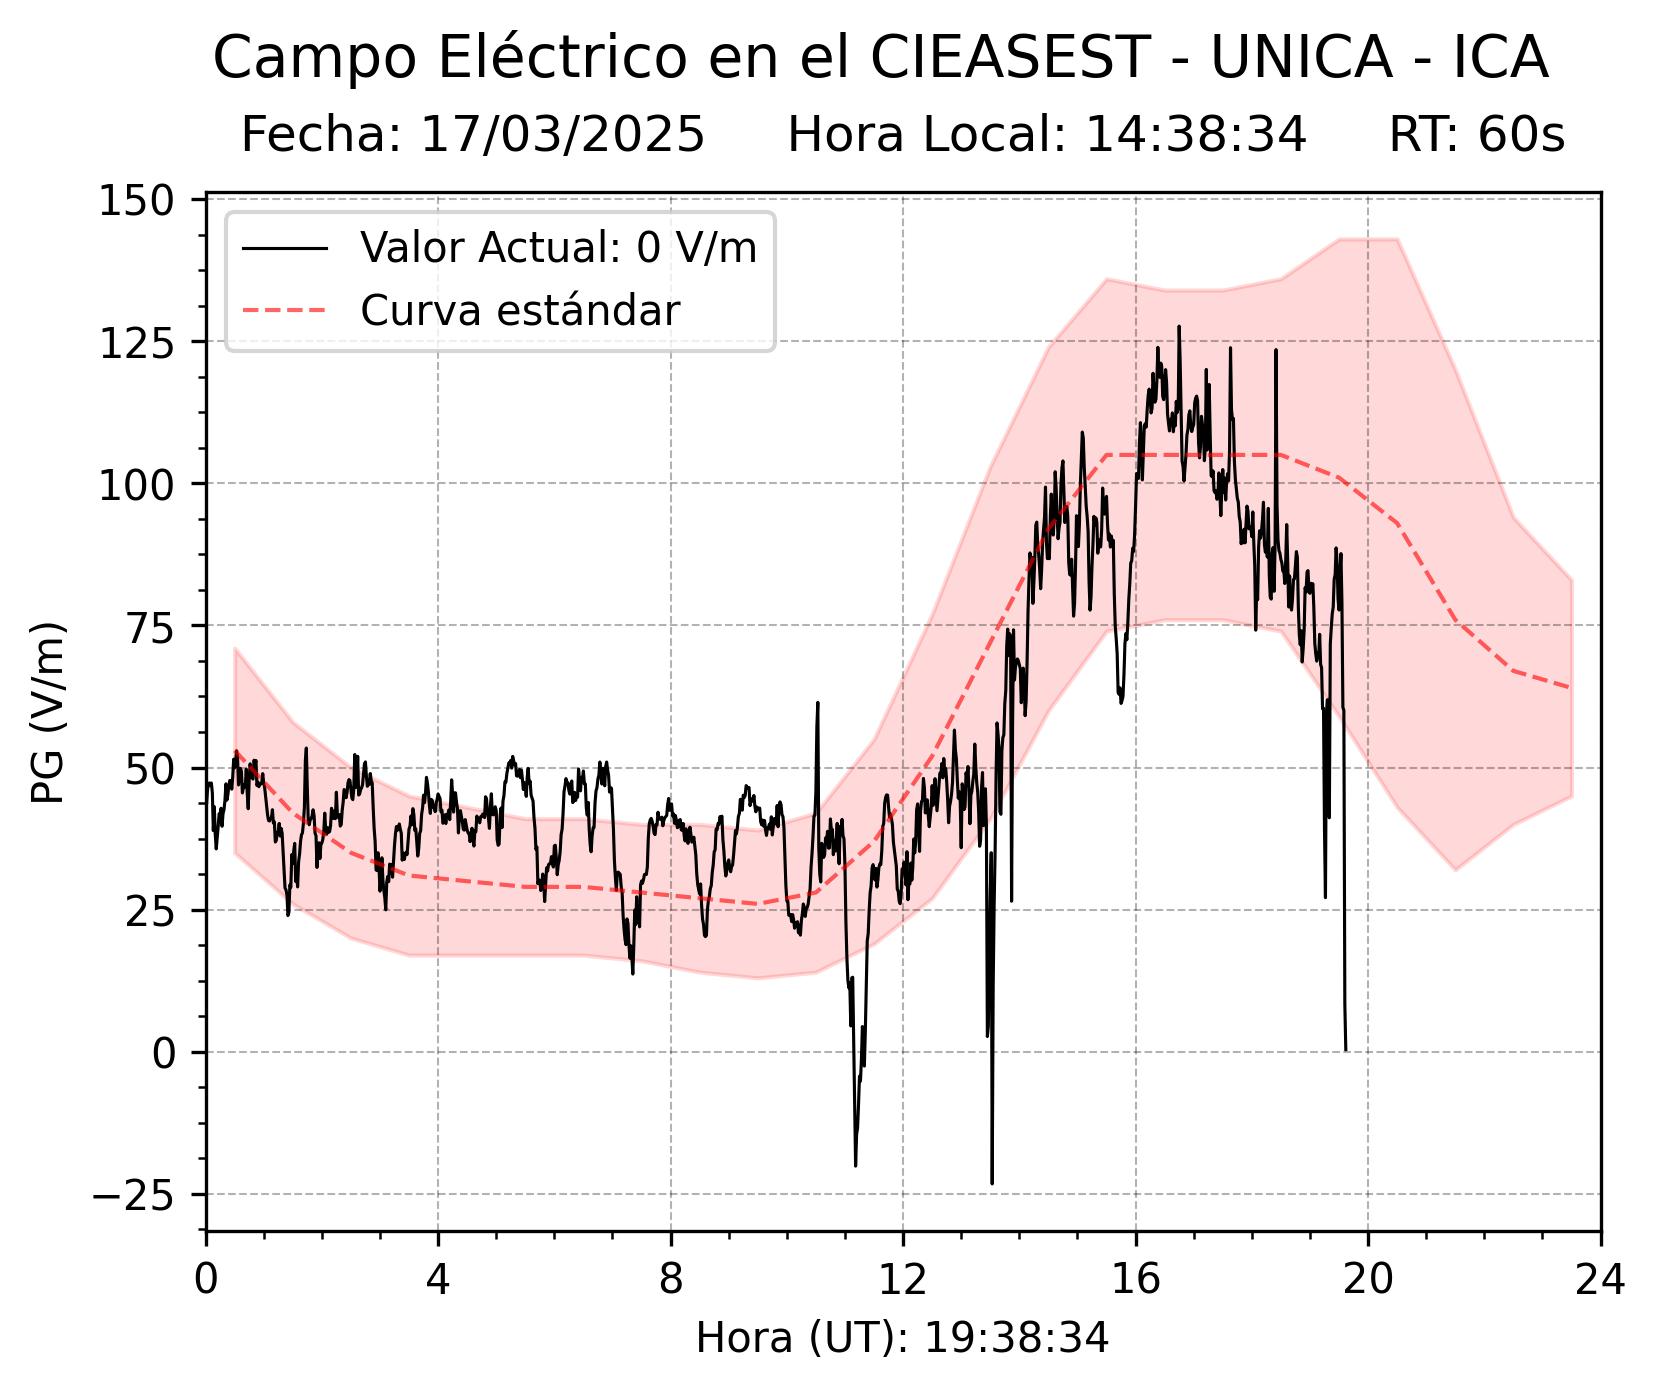 Campo Eléctrico en el CIEASEST - UNICA - ICA
Fecha: 17/03/2025 Hora Local: 14:38:34 RT: 60s
Valor Actual: 0 V/m
Curva estándar
PG (V/m)
150
125
100
75
50
25
0
−25
0 4 8 12 16 20 24
Hora (UT): 19:38:34